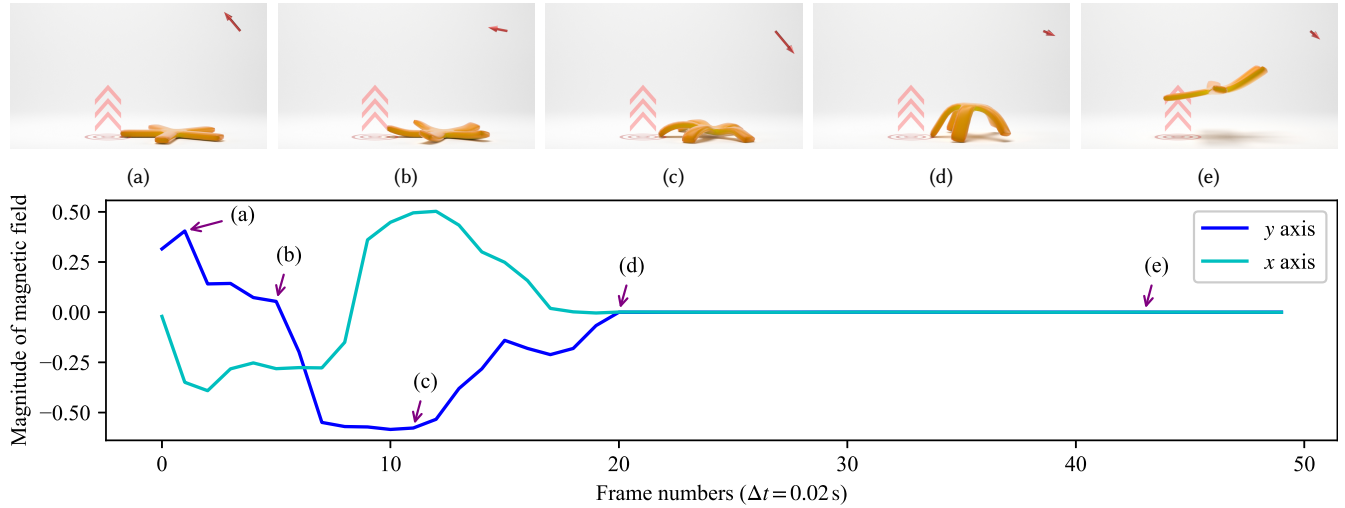 (a) (b) (c) (d) (e)
Magnitude of magnetic field
0.50
0.25
0.00
−0.25
−0.50
(a)
(b)
(c)
(d)
(e)
y axis
x axis
0 10 20 30 40 50
Frame numbers (Δt = 0.02 s)